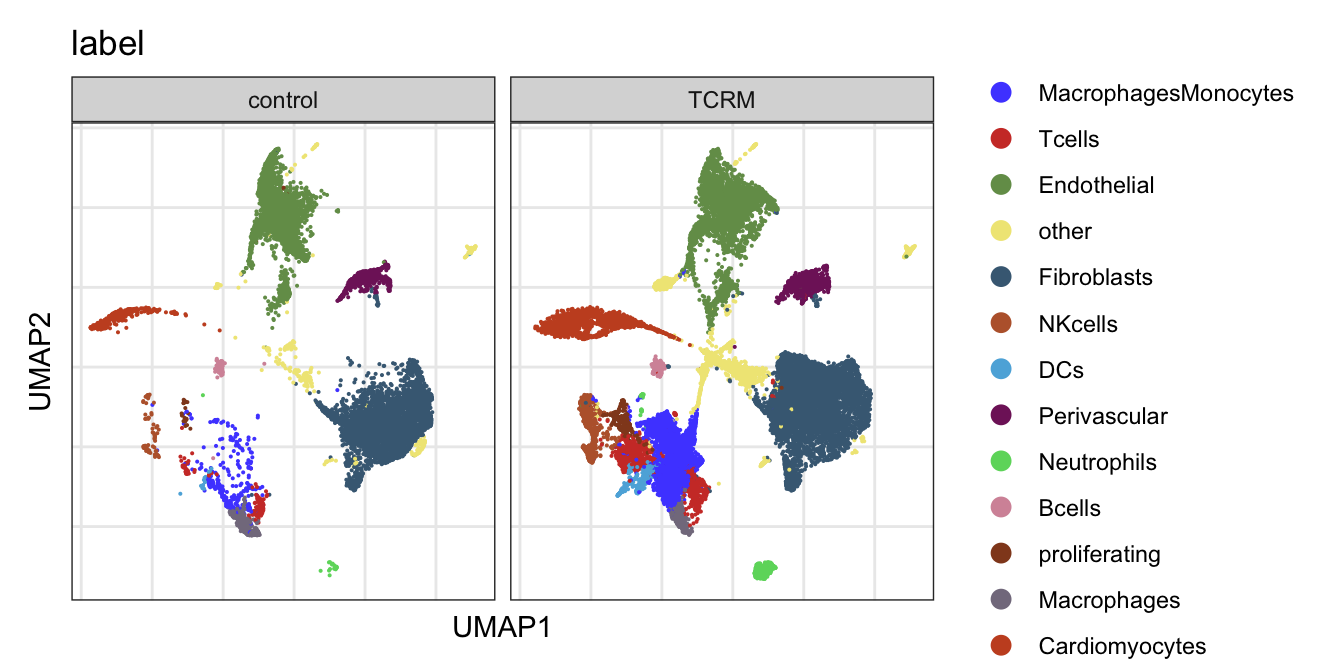 label
control
TCRM
UMAP2
UMAP1
MacrophagesMonocytes
Tcells
Endothelial
other
Fibroblasts
NKcells
DCs
Perivascular
Neutrophils
Bcells
proliferating
Macrophages
Cardiomyocytes